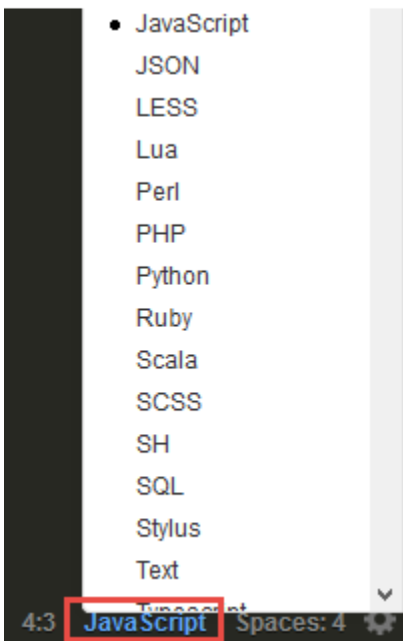 JavaScript
JSON
LESS
Lua
Perl
PHP
Python
Ruby
Scala
SCSS
SH
SQL
Stylus
Text
Typescript
4:3 JavaScript Spaces: 4